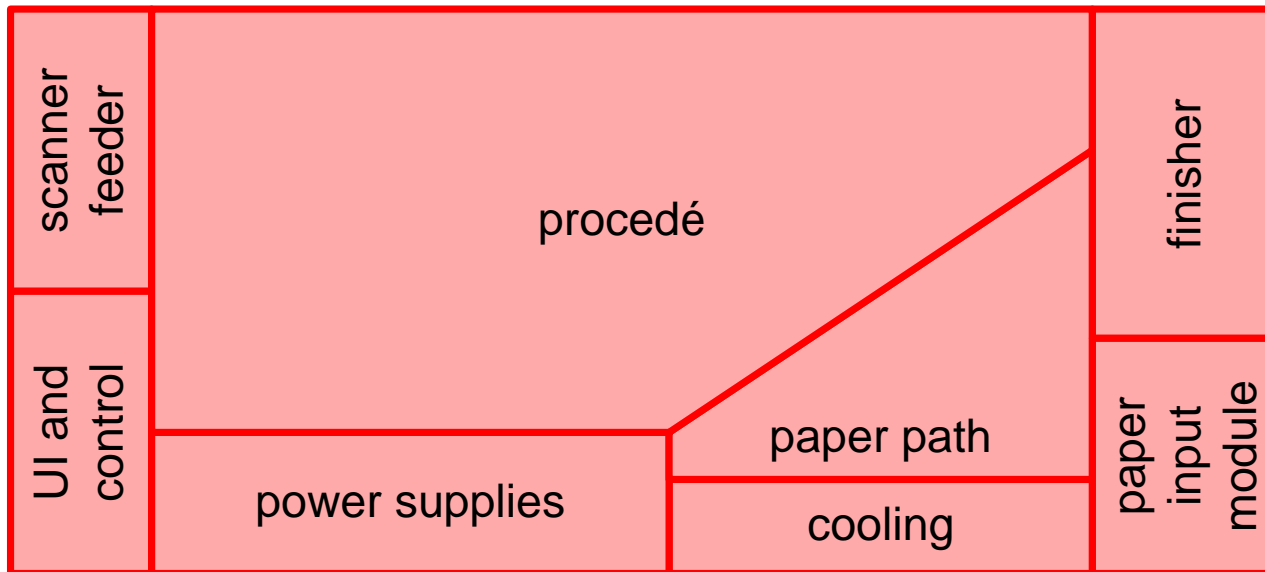 scanner
feeder
procedé
finisher
UI and
control
power supplies
paper path
cooling
paper
input
module